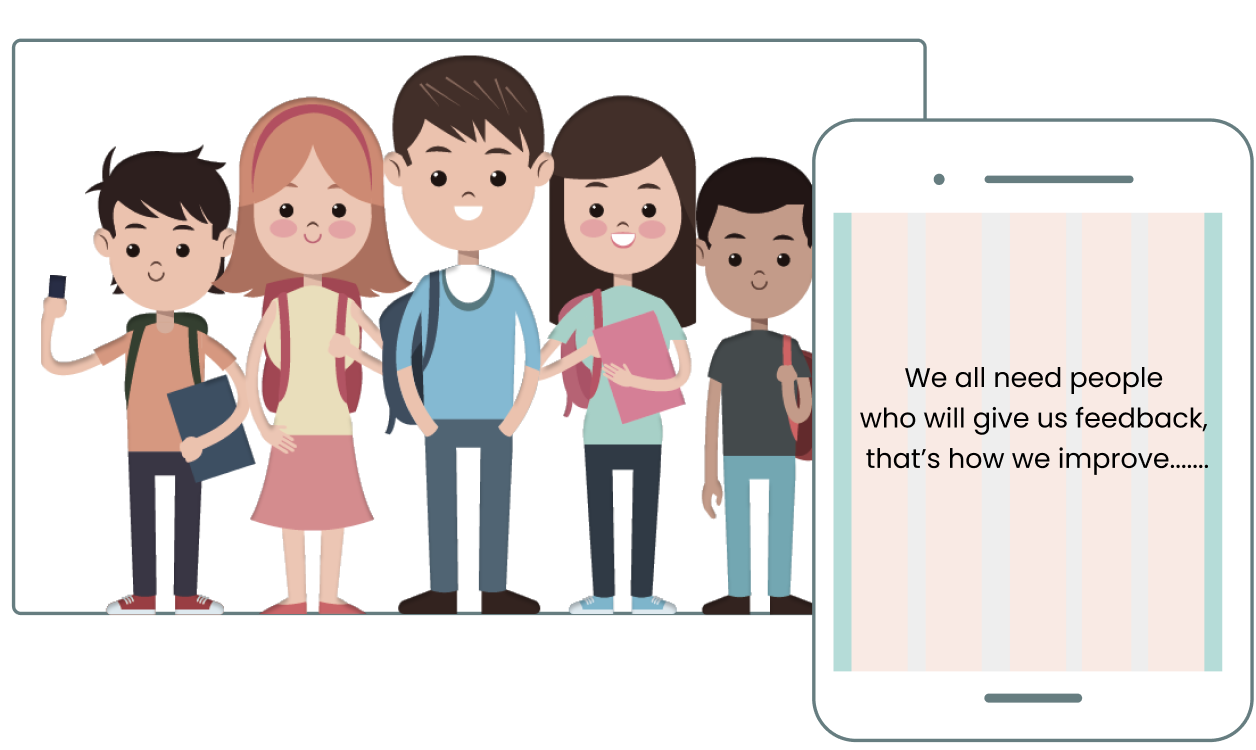 We all need people
who will give us feedback,
that’s how we improve.......